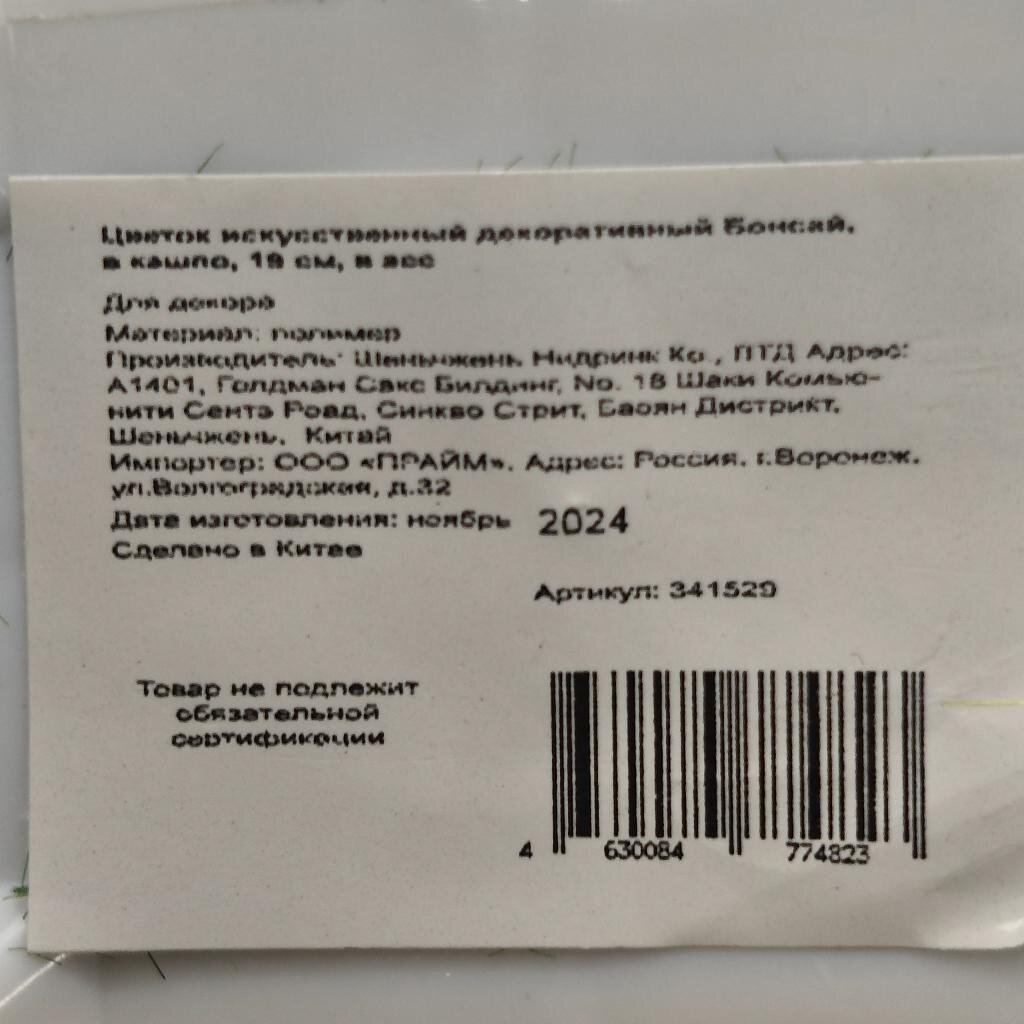 Цветок искусственный декоративный Бонсай,
в кашпо, 19 см, в асс
Для декора
Материал: полимер
Производитель: Шеньчжень Нидринк Ко., ЛТД Адрес:
А1401, Голдман Сакс Билдинг, No. 18 Шаки Комью-
нити Сентэ Роад, Синкво Стрит, Баоян Дистрикт,
Шеньчжень, Китай
Импортер: ООО «ПРАЙМ». Адрес: Россия, г.Воронеж,
ул.Волгоградская, д.32
Дата изготовления: ноябрь 2024
Сделано в Китае
Артикул: 341529
Товар не подлежит
обязательной
сертификации
4 630084 774823